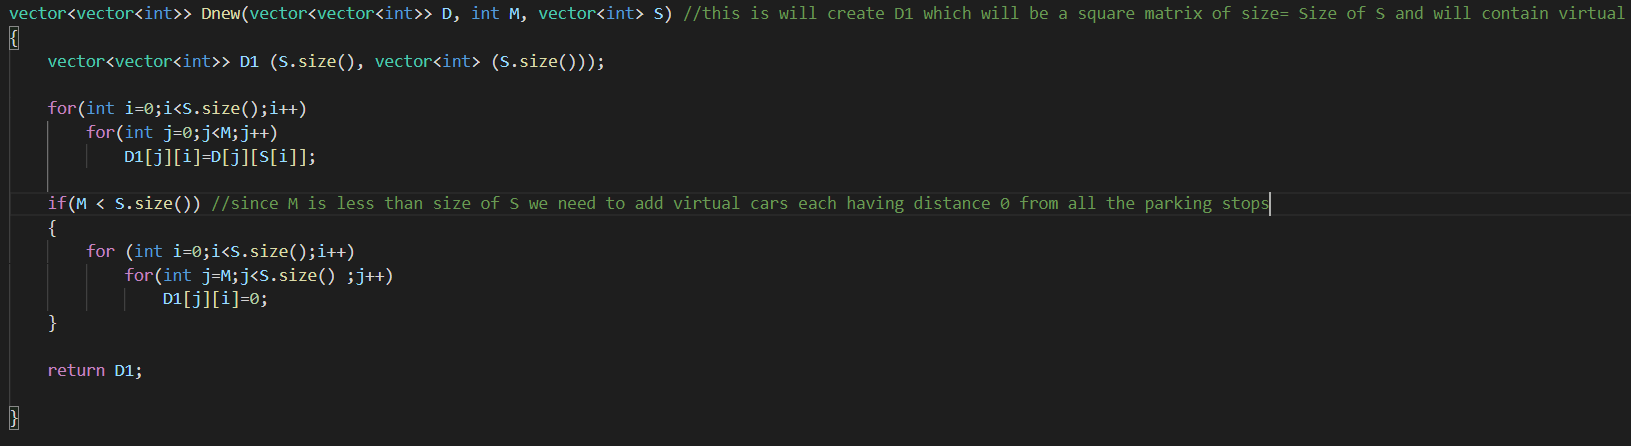 vector<vector<int>> Dnew(vector<vector<int>> D, int M, vector<int> S) //this is will create D1 which will be a square matrix of size= Size of S and will contain virtual
{
vector<vector<int>> D1 (S.size(), vector<int> (S.size()));
for(int i=0;i<S.size();i++)
for(int j=0;j<M;j++)
D1[j][i]=D[j][S[i]];
if(M < S.size()) //since M is less than size of S we need to add virtual cars each having distance 0 from all the parking stops
{
for (int i=0;i<S.size();i++)
for(int j=M;j<S.size() ;j++)
D1[j][i]=0;
}
return D1;
}